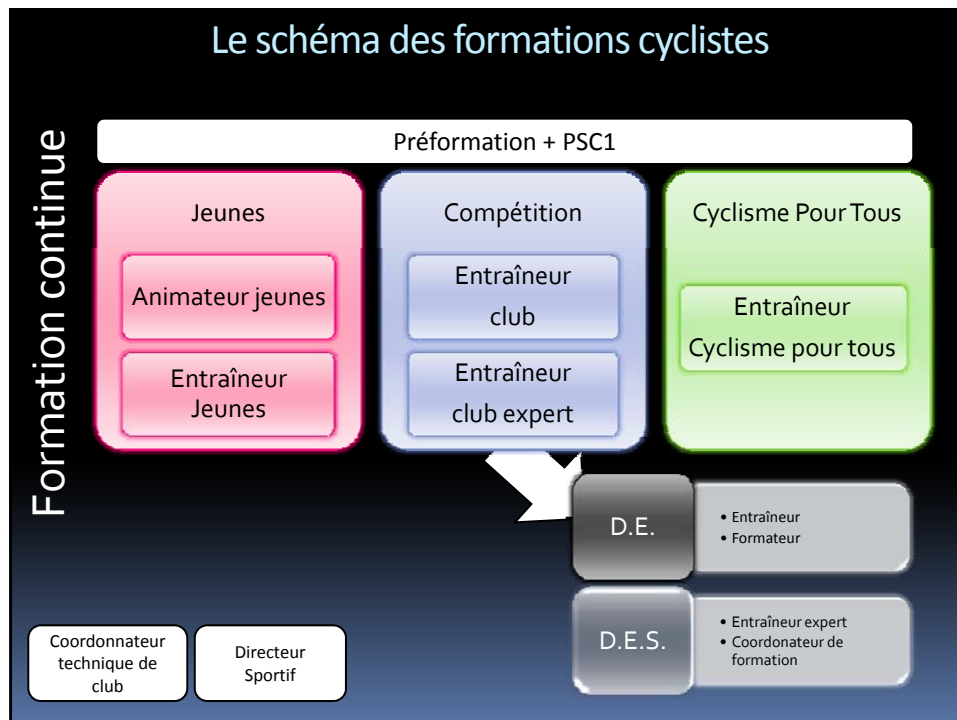 Le schéma des formations cyclistes
Formation continue
Préformation + PSC1
Jeunes
Animateur jeunes
Entraîneur
Jeunes
Compétition
Entraîneur
club
Entraîneur
club expert
Cyclisme Pour Tous
Entraîneur
Cyclisme pour tous
D.E.
• Entraîneur
• Formateur
D.E.S.
• Entraîneur expert
• Coordonateur de
formation
Coordonnateur
technique de
club
Directeur
Sportif